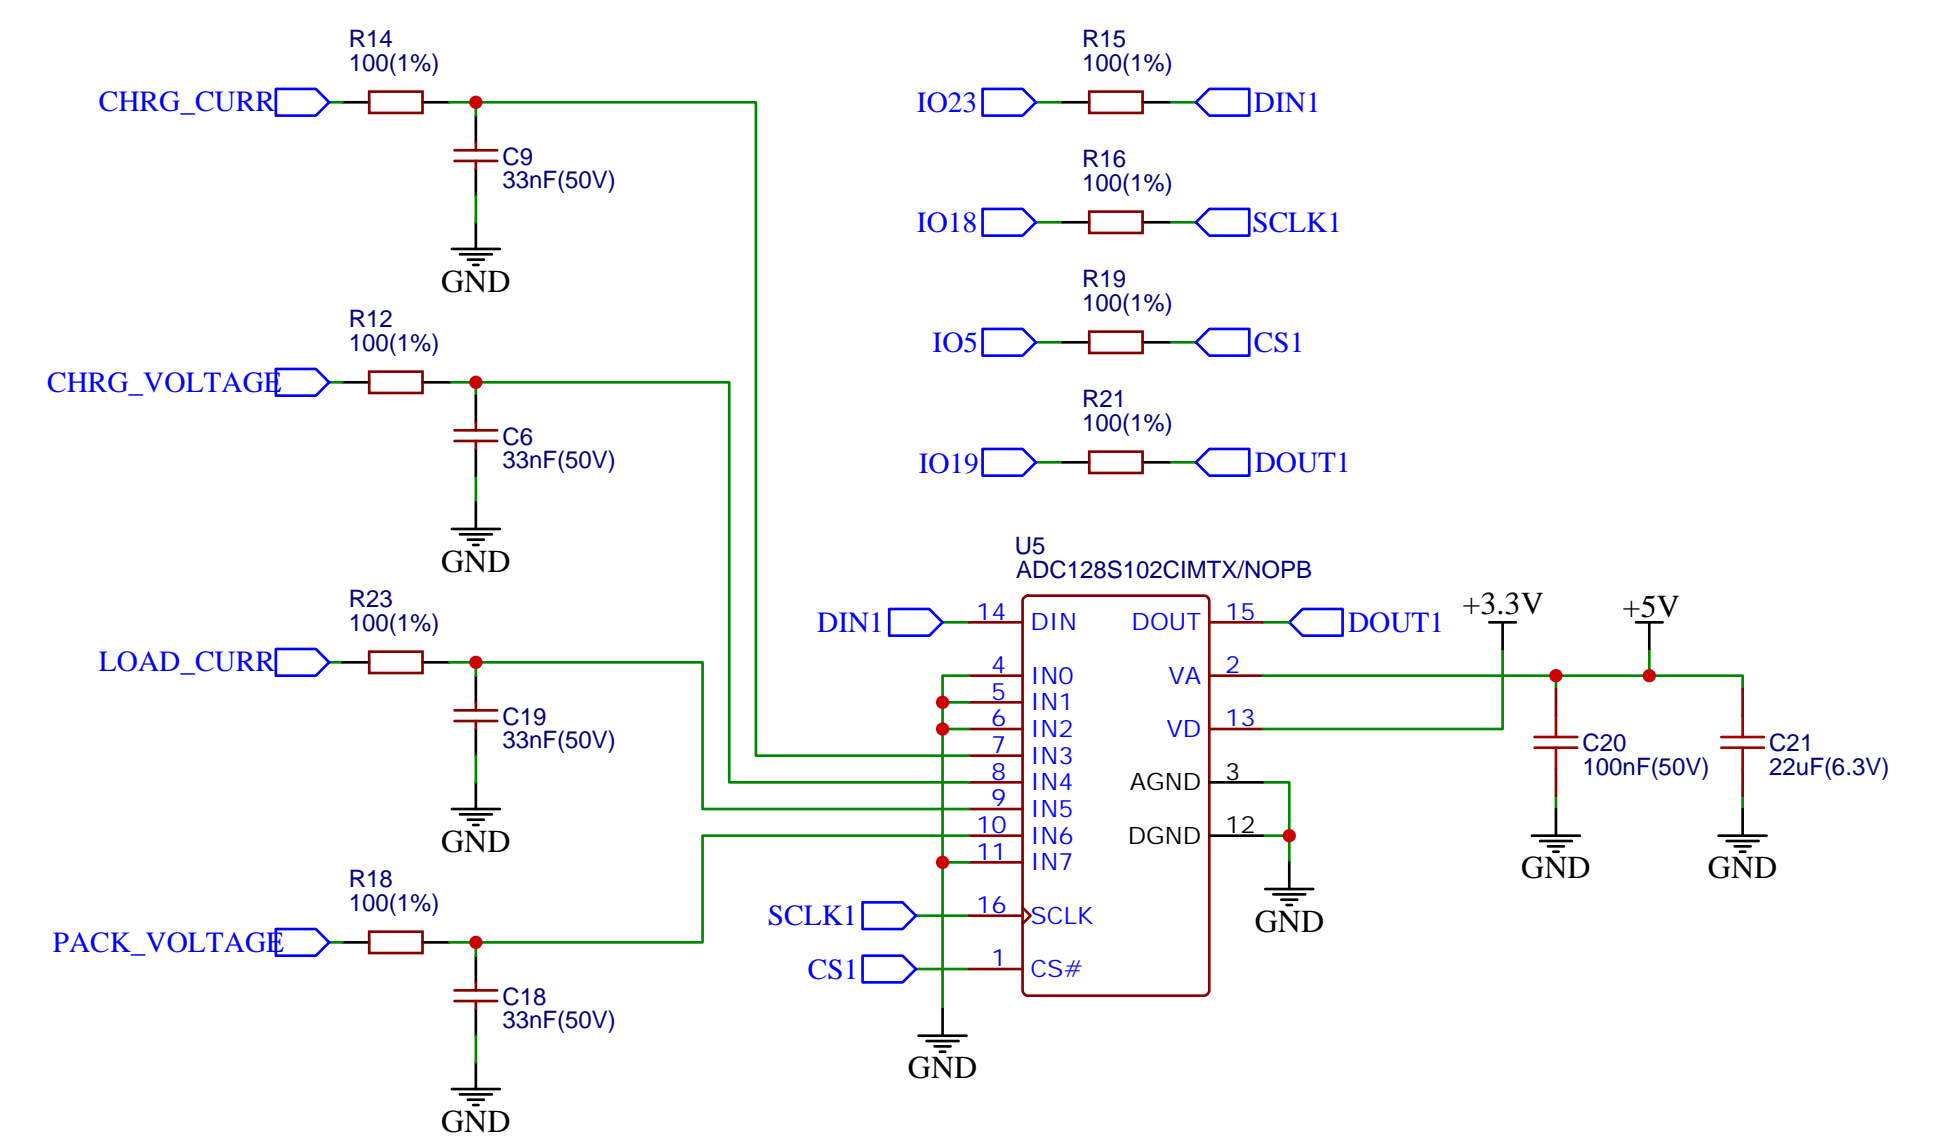 R14
100(1%)
CHRG_CURR
C9
33nF(50V)
GND
R12
100(1%)
CHRG_VOLTAGE
C6
33nF(50V)
GND
R23
100(1%)
LOAD_CURR
C19
33nF(50V)
GND
R18
100(1%)
PACK_VOLTAGE
C18
33nF(50V)
GND
R15
100(1%)
IO23
DIN1
R16
100(1%)
IO18
SCLK1
R19
100(1%)
IO5
CS1
R21
100(1%)
IO19
DOUT1
U5
ADC128S102CIMTX/NOPB
DIN1 14 DIN
4 IN0
5 IN1
6 IN2
7 IN3
8 IN4
9 IN5
10 IN6
11 IN7
SCLK1 16 SCLK
CS1 1 CS#
GND
DOUT 15 DOUT1
VA 2
VD 13
AGND 3
DGND 12
GND
+3.3V
+5V
C20
100nF(50V)
GND
C21
22uF(6.3V)
GND